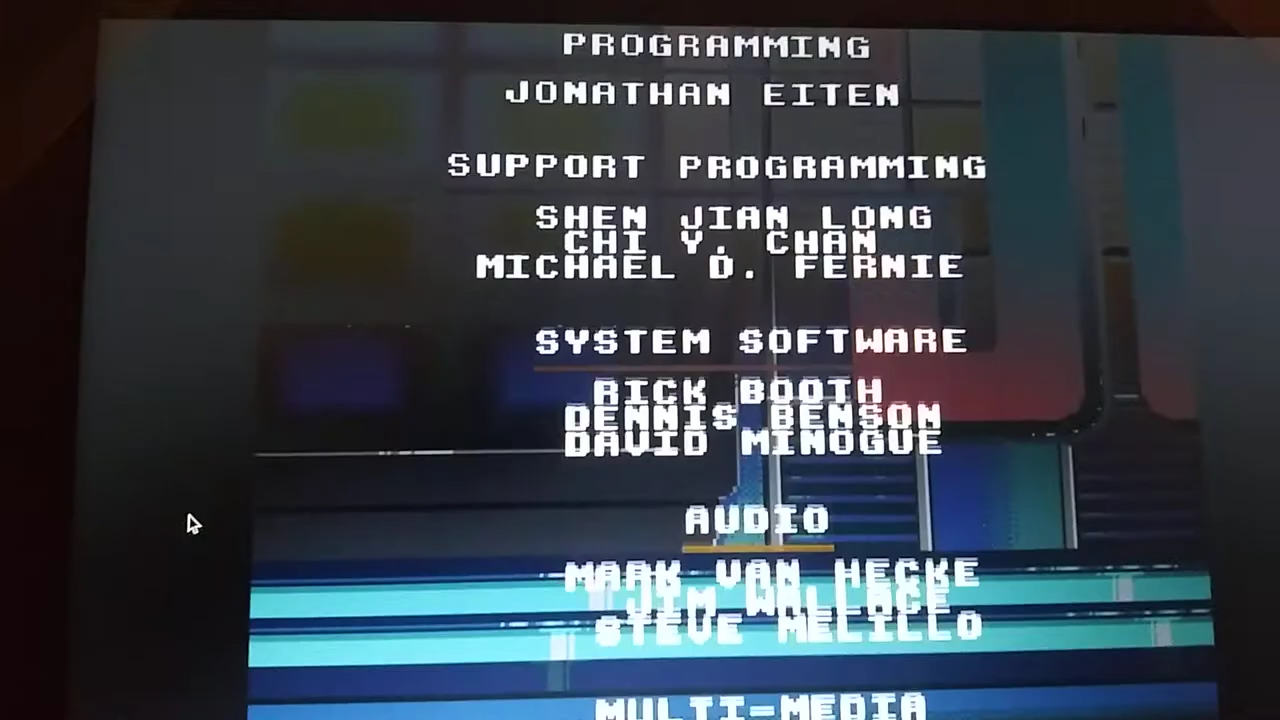 PROGRAMMING
JONATHAN EITEN
SUPPORT PROGRAMMING
SHEN JIAN LONG
CHI Y. CHAN
MICHAEL D. FERNIE
SYSTEM SOFTWARE
RICK BOOTH
DENNIS BENSON
DAVID MINOGUE
AUDIO
MARK VAN HECKE
JIM WALLACE
STEVE MELILLO
MULTI-MEDIA